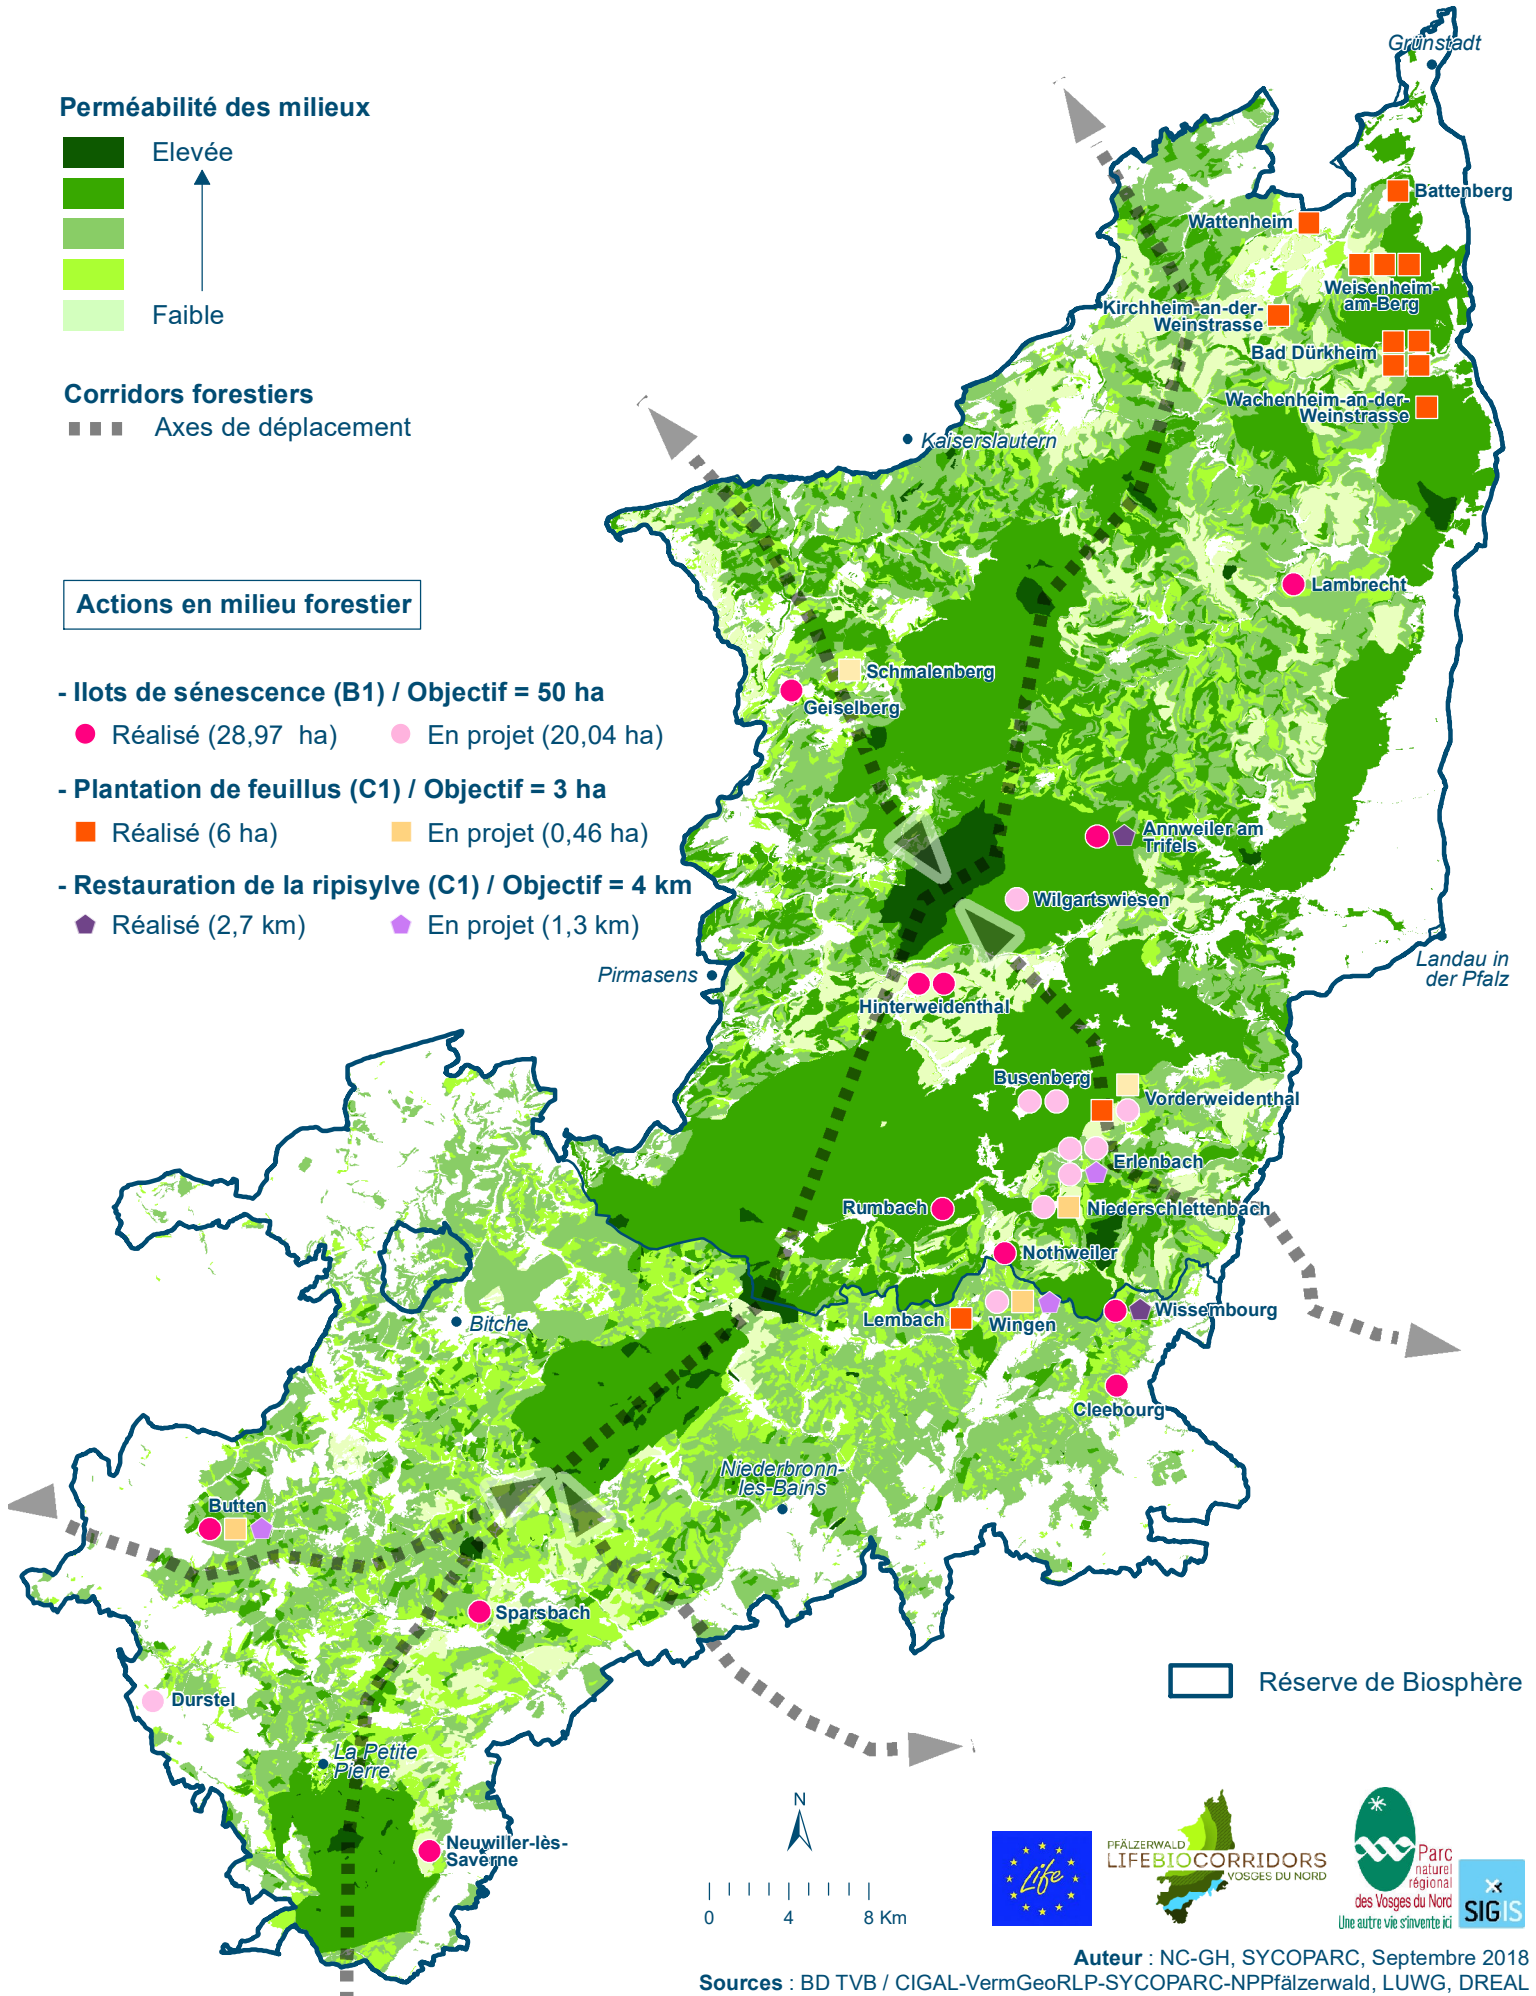 Grünstadt
Perméabilité des milieux
Elevée
Faible
Battenberg
Wattenheim
Weisenheim-
am-Berg
Kirchheim-an-der-
Weinstrasse
Bad Dürkheim
Wachenheim-an-der-
Weinstrasse
Corridors forestiers
Axes de déplacement
Kaiserslautern
Lambrecht
Actions en milieu forestier
Schmalenberg
Geiselberg
- Ilots de sénescence (B1) / Objectif = 50 ha
Réalisé (28,97 ha)
En projet (20,04 ha)
- Plantation de feuillus (C1) / Objectif = 3 ha
Réalisé (6 ha)
En projet (0,46 ha)
- Restauration de la ripisylve (C1) / Objectif = 4 km
Réalisé (2,7 km)
En projet (1,3 km)
Annweiler am
Trifels
Wilgartswiesen
Landau in
der Pfalz
Pirmasens
Hinterweidenthal
Busenberg
Vorderweidenthal
Erlenbach
Rumbach
Niederschlettenbach
Nothweiler
Wissembourg
Lembach
Wingen
Bitche
Cleebourg
Niederbronn-
les-Bains
Butten
Sparsbach
Durstel
Réserve de Biosphère
La Petite
Pierre
Neuwiller-lès-
Saverne
N
0 4 8 Km
Life
PFÄLZERWALD
LIFEBIOCORRIDORS
VOSGES DU NORD
Parc
naturel
régional
des Vosges du Nord
Une autre vie s'invente ici
SIGIS
Auteur : NC-GH, SYCOPARC, Septembre 2018
Sources : BD TVB / CIGAL-VermGeoRLP-SYCOPARC-NPPfälzerwald, LUWG, DREAL